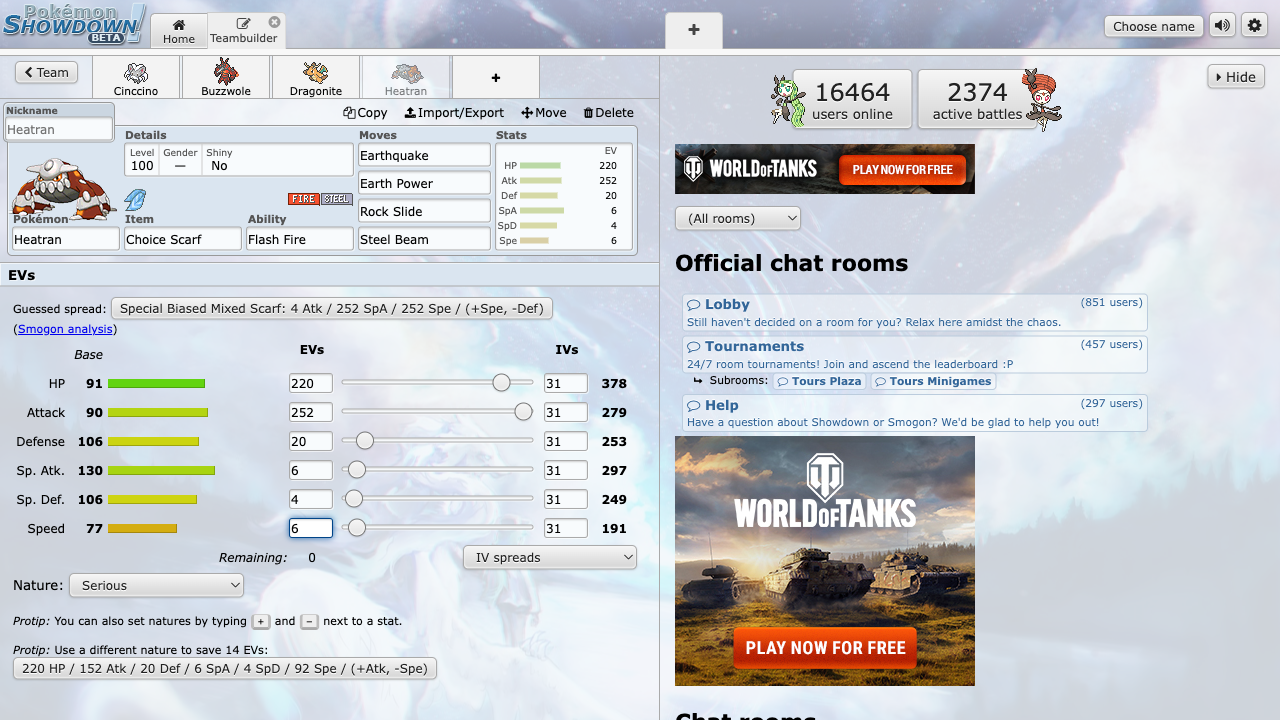 Pokémon
SHOWDOWN!
BETA
Home
Teambuilder
+
Choose name
Team
Cinccino
Buzzwole
Dragonite
Heatran
+
Copy
Import/Export
Move
Delete
Nickname
Heatran
Details
Level
100
Gender
—
Shiny
No
FIRE
STEEL
Pokémon
Heatran
Item
Choice Scarf
Ability
Flash Fire
Moves
Earthquake
Earth Power
Rock Slide
Steel Beam
Stats
EV
HP 220
Atk 252
Def 20
SpA 6
SpD 4
Spe 6
EVs
Guessed spread: Special Biased Mixed Scarf: 4 Atk / 252 SpA / 252 Spe / (+Spe, -Def)
(Smogon analysis)
Base EVs IVs
HP 91 220 31 378
Attack 90 252 31 279
Defense 106 20 31 253
Sp. Atk. 130 6 31 297
Sp. Def. 106 4 31 249
Speed 77 6 31 191
Remaining: 0
IV spreads
Nature: Serious
Protip: You can also set natures by typing + and − next to a stat.
Protip: Use a different nature to save 14 EVs:
220 HP / 152 Atk / 20 Def / 6 SpA / 4 SpD / 92 Spe / (+Atk, -Spe)
Hide
16464
users online
2374
active battles
WORLD OF TANKS
PLAY NOW FOR FREE
(All rooms)
Official chat rooms
Lobby (851 users)
Still haven't decided on a room for you? Relax here amidst the chaos.
Tournaments (457 users)
24/7 room tournaments! Join and ascend the leaderboard :P
Subrooms: Tours Plaza Tours Minigames
Help (297 users)
Have a question about Showdown or Smogon? We'd be glad to help you out!
WORLD OF TANKS
PLAY NOW FOR FREE
Chat rooms